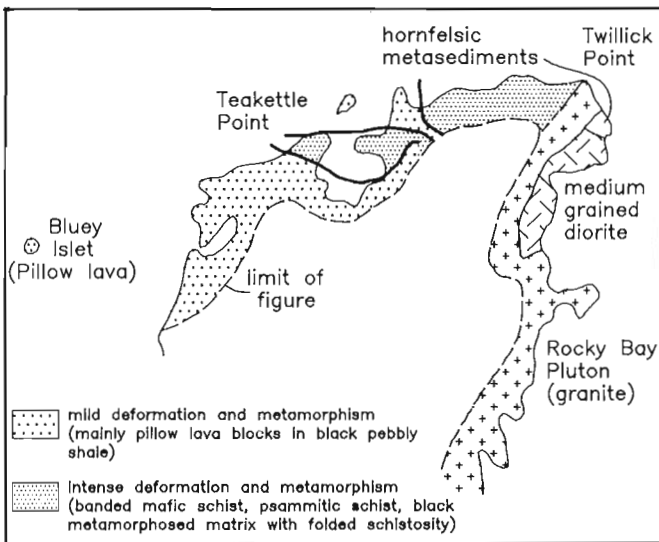 hornfelsic
metasediments
Twillick
Point
Teakettle
Point
medium
grained
diorite
Bluey
Islet
(Pillow lava)
limit of
figure
Rocky Bay
Pluton
(granite)
mild deformation and metamorphism
(mainly pillow lava blocks in black pebbly
shale)
Intense deformation and metamorphism
(banded mafic schist, psammitic schist, black
metamorphosed matrix with folded schistosity)